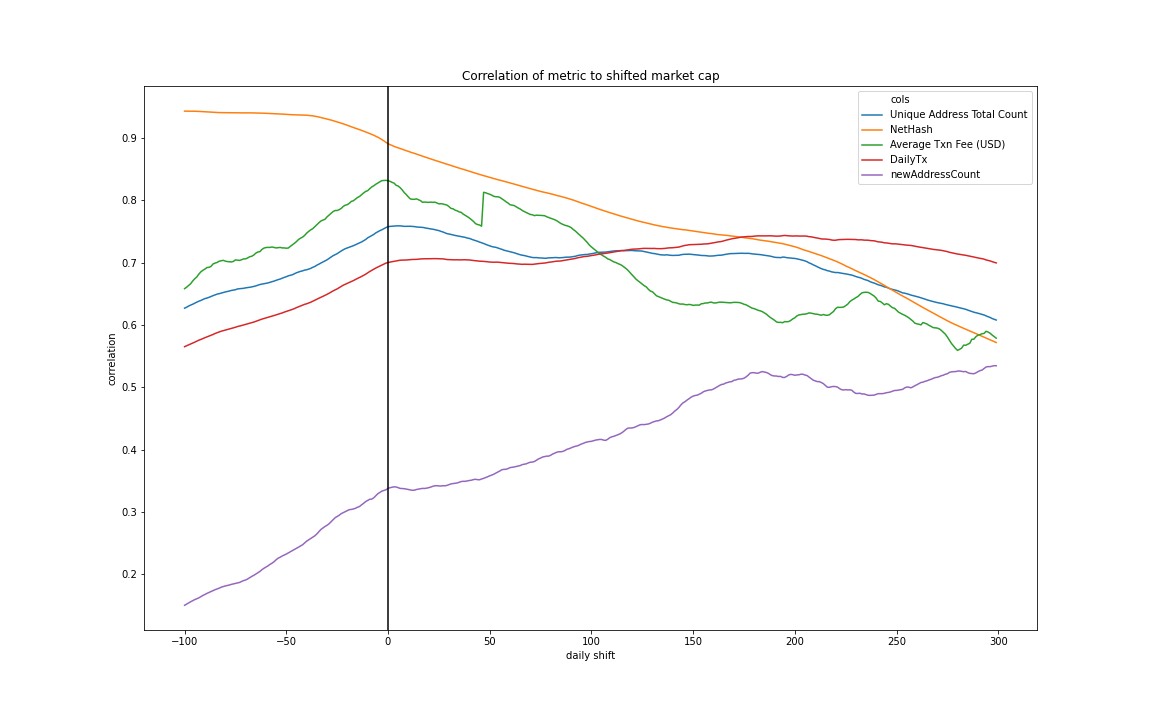 Correlation of metric to shifted market cap
cols
Unique Address Total Count
NetHash
Average Txn Fee (USD)
DailyTx
newAddressCount
correlation
0.9
0.8
0.7
0.6
0.5
0.4
0.3
0.2
−100
−50
0
50
100
150
200
250
300
daily shift